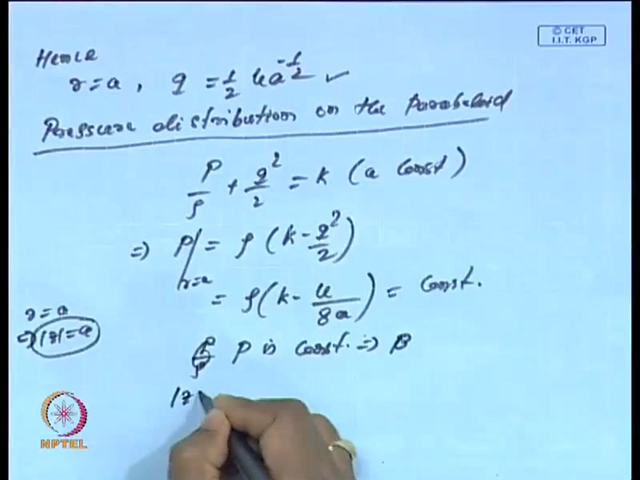 © CET
I.I.T. KGP
Hence
r = a, q = 1/2 u a^{-1/2} ✓
Pressure distribution on the Paraboloid
P/ρ + q²/2 = K (a const)
⇒ P|_{r=a} = ρ (K - q²/2)
= ρ (K - u/8a) = const.
r = a
⇒ |z| = a
P is const. ⇒
|z
NPTEL